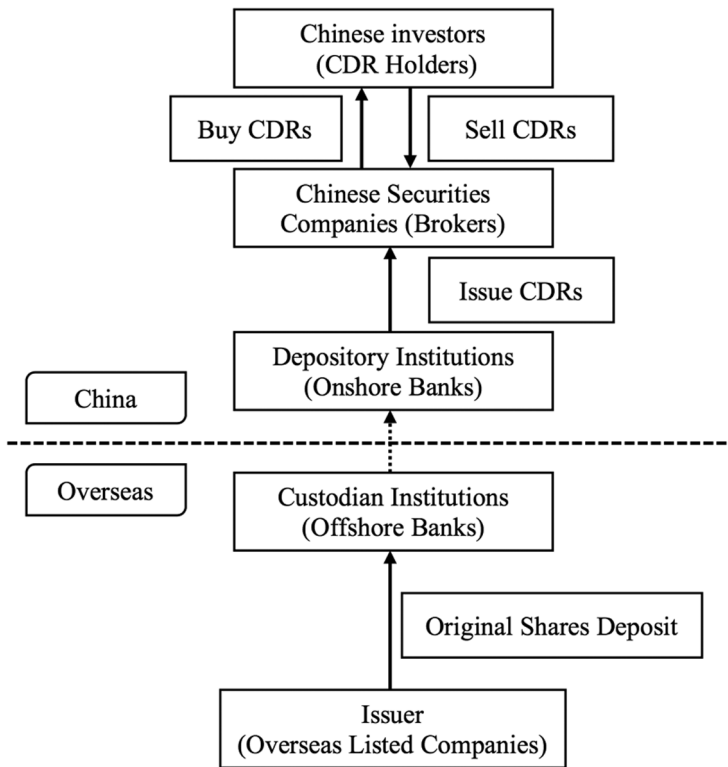 Chinese investors
(CDR Holders)
Buy CDRs
Sell CDRs
Chinese Securities
Companies (Brokers)
Issue CDRs
Depository Institutions
(Onshore Banks)
China
Overseas
Custodian Institutions
(Offshore Banks)
Original Shares Deposit
Issuer
(Overseas Listed Companies)